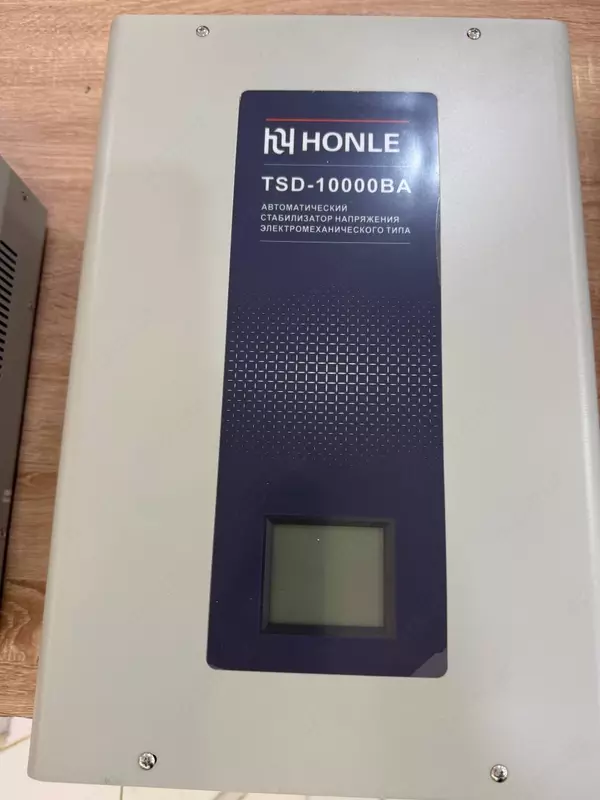 HONLE
TSD-10000BA
АВТОМАТИЧЕСКИЙ
СТАБИЛИЗАТОР НАПРЯЖЕНИЯ
ЭЛЕКТРОМЕХАНИЧЕСКОГО ТИПА